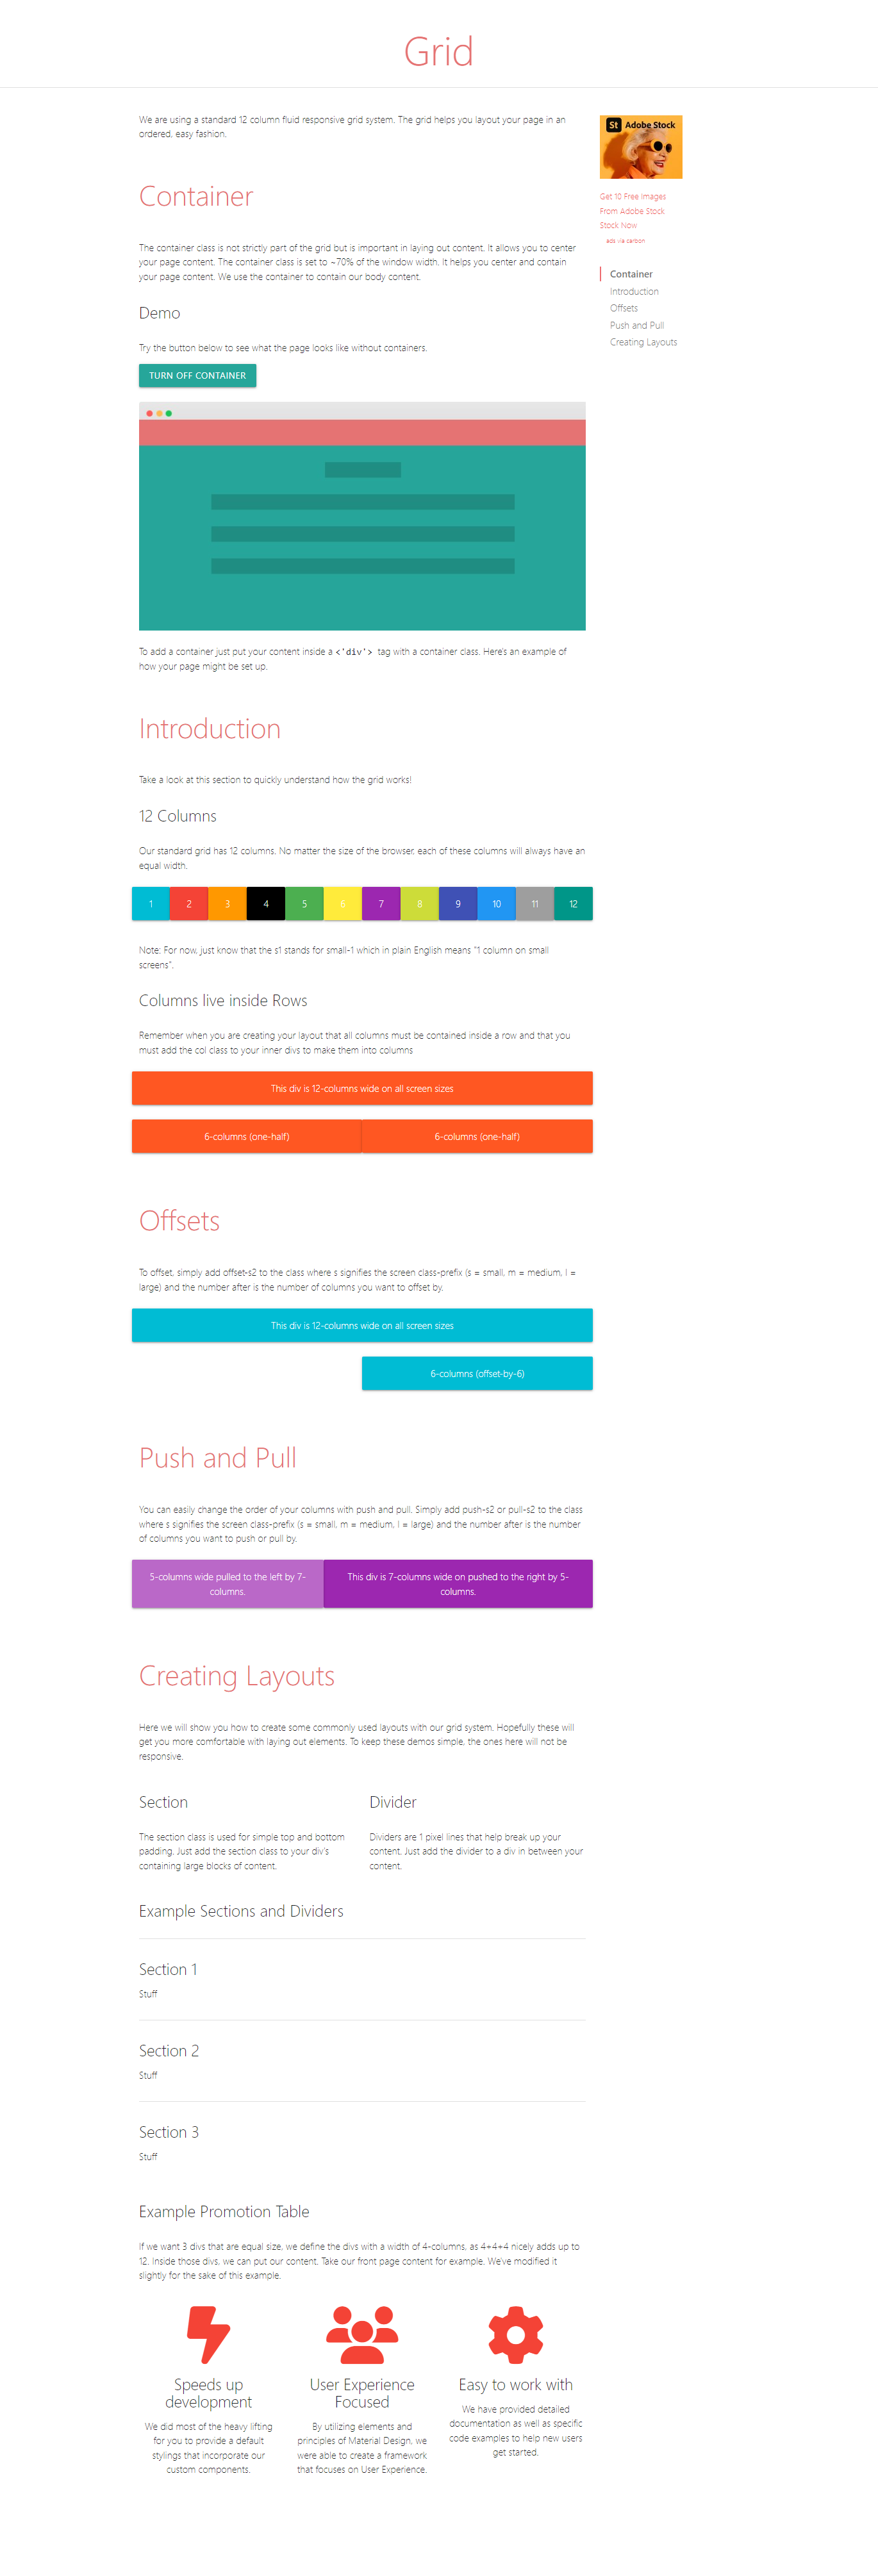 Grid
We are using a standard 12 column fluid responsive grid system. The grid helps you layout your page in an
ordered, easy fashion.
St Adobe Stock
Get 10 Free Images
From Adobe Stock
Stock Now
ads via carbon
Container
Introduction
Offsets
Push and Pull
Creating Layouts
Container
The container class is not strictly part of the grid but is important in laying out content. It allows you to center
your page content. The container class is set to ~70% of the window width. It helps you center and contain
your page content. We use the container to contain our body content.
Demo
Try the button below to see what the page looks like without containers.
TURN OFF CONTAINER
To add a container just put your content inside a <'div'> tag with a container class. Here's an example of
how your page might be set up.
Introduction
Take a look at this section to quickly understand how the grid works!
12 Columns
Our standard grid has 12 columns. No matter the size of the browser, each of these columns will always have an
equal width.
1 2 3 4 5 6 7 8 9 10 11 12
Note: For now, just know that the s1 stands for small-1 which in plain English means "1 column on small
screens".
Columns live inside Rows
Remember when you are creating your layout that all columns must be contained inside a row and that you
must add the col class to your inner divs to make them into columns
This div is 12-columns wide on all screen sizes
6-columns (one-half) 6-columns (one-half)
Offsets
To offset, simply add offset-s2 to the class where s signifies the screen class-prefix (s = small, m = medium, l =
large) and the number after is the number of columns you want to offset by.
This div is 12-columns wide on all screen sizes
6-columns (offset-by-6)
Push and Pull
You can easily change the order of your columns with push and pull. Simply add push-s2 or pull-s2 to the class
where s signifies the screen class-prefix (s = small, m = medium, l = large) and the number after is the number
of columns you want to push or pull by.
5-columns wide pulled to the left by 7-
columns.
This div is 7-columns wide on pushed to the right by 5-
columns.
Creating Layouts
Here we will show you how to create some commonly used layouts with our grid system. Hopefully these will
get you more comfortable with laying out elements. To keep these demos simple, the ones here will not be
responsive.
Section
The section class is used for simple top and bottom
padding. Just add the section class to your div's
containing large blocks of content.
Divider
Dividers are 1 pixel lines that help break up your
content. Just add the divider to a div in between your
content.
Example Sections and Dividers
Section 1
Stuff
Section 2
Stuff
Section 3
Stuff
Example Promotion Table
If we want 3 divs that are equal size, we define the divs with a width of 4-columns, as 4+4+4 nicely adds up to
12. Inside those divs, we can put our content. Take our front page content for example. We've modified it
slightly for the sake of this example.
Speeds up
development
We did most of the heavy lifting
for you to provide a default
stylings that incorporate our
custom components.
User Experience
Focused
By utilizing elements and
principles of Material Design, we
were able to create a framework
that focuses on User Experience.
Easy to work with
We have provided detailed
documentation as well as specific
code examples to help new users
get started.